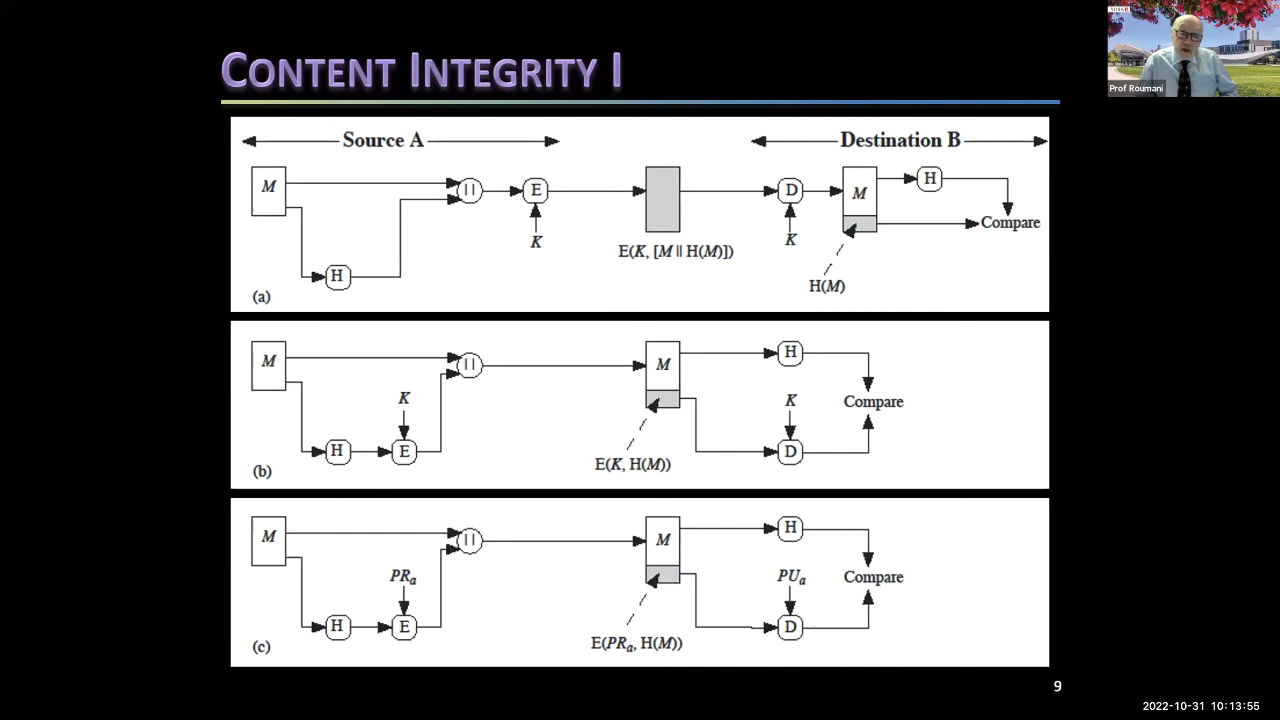 CONTENT INTEGRITY I
YORK U
Prof Roumani
Source A
Destination B
M
||
E
K
H
E(K, [M || H(M)])
D
K
M
H
Compare
H(M)
(a)
M
||
K
H
E
M
E(K, H(M))
H
K
D
Compare
(b)
M
||
PRa
H
E
M
E(PRa, H(M))
H
PUa
D
Compare
(c)
9
2022-10-31 10:13:55